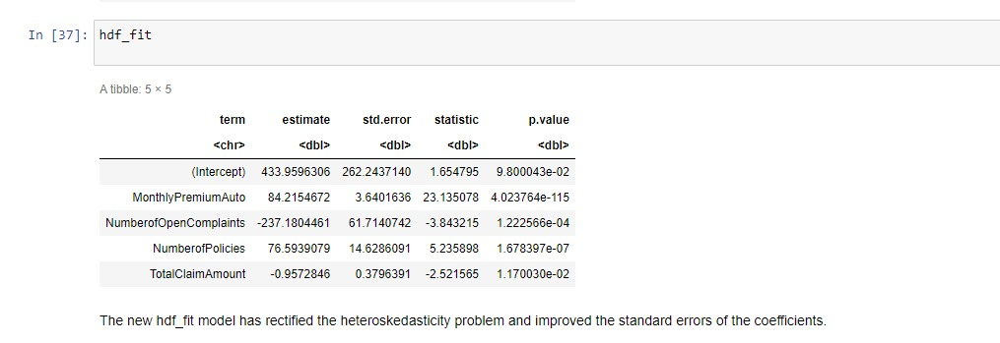 In [37]: hdf_fit
A tibble: 5 × 5
term estimate std.error statistic p.value
<chr> <dbl> <dbl> <dbl> <dbl>
(Intercept) 433.9596306 262.2437140 1.654795 9.800043e-02
MonthlyPremiumAuto 84.2154672 3.6401636 23.135078 4.023764e-115
NumberofOpenComplaints -237.1804461 61.7140742 -3.843215 1.222566e-04
NumberofPolicies 76.5939079 14.6286091 5.235898 1.678397e-07
TotalClaimAmount -0.9572846 0.3796391 -2.521565 1.170030e-02
The new hdf_fit model has rectified the heteroskedasticity problem and improved the standard errors of the coefficients.